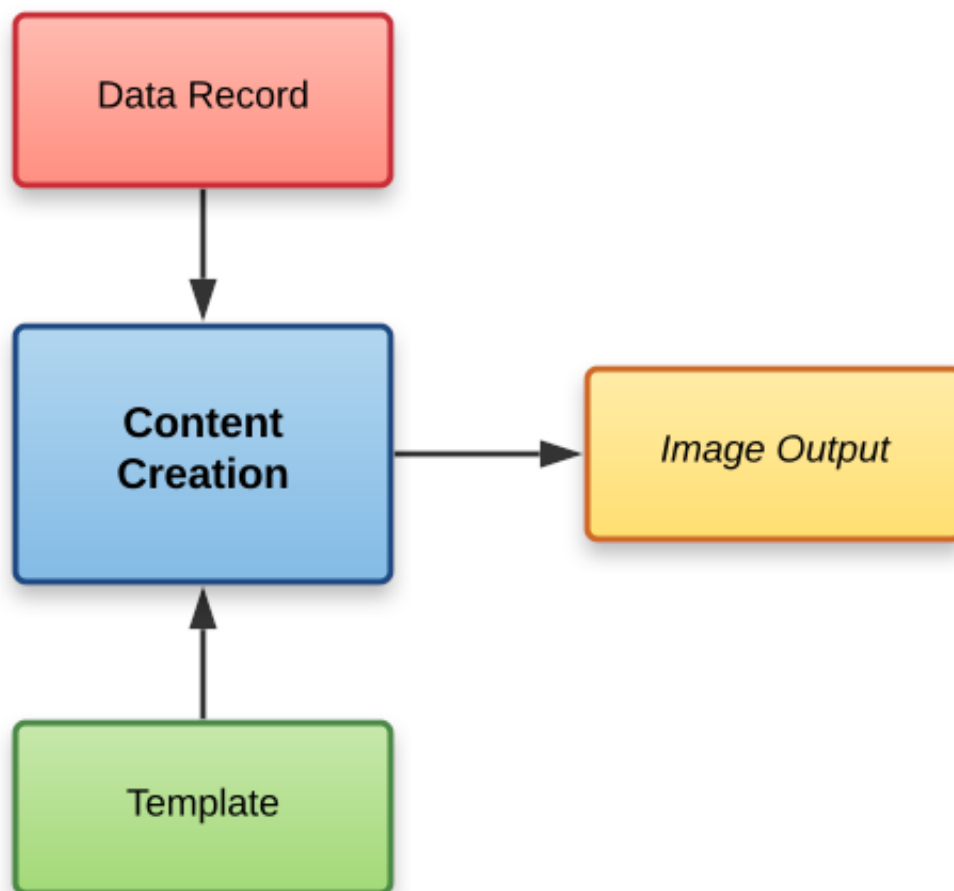 Data Record
Content
Creation
Image Output
Template